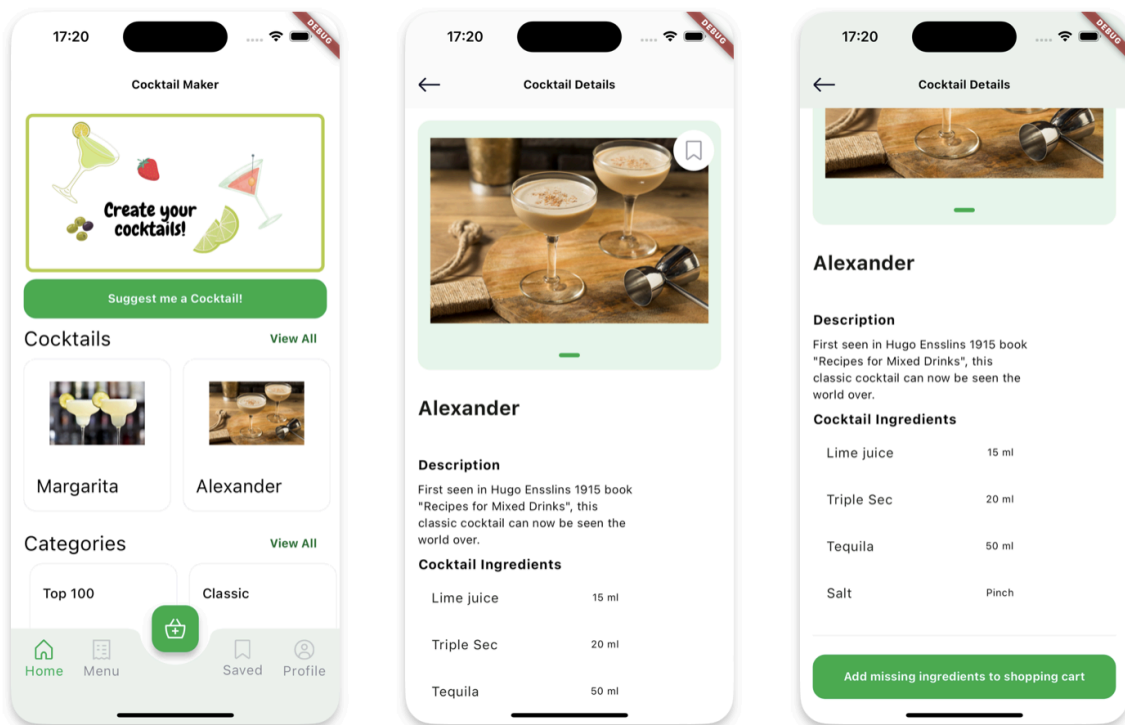 17:20
DEBUG
Cocktail Maker
Create your
cocktails!
Suggest me a Cocktail!
Cocktails
View All
Margarita
Alexander
Categories
View All
Top 100
Classic
Home
Menu
Saved
Profile
17:20
DEBUG
Cocktail Details
Alexander
Description
First seen in Hugo Ensslins 1915 book
"Recipes for Mixed Drinks", this
classic cocktail can now be seen the
world over.
Cocktail Ingredients
Lime juice 15 ml
Triple Sec 20 ml
Tequila 50 ml
17:20
DEBUG
Cocktail Details
Alexander
Description
First seen in Hugo Ensslins 1915 book
"Recipes for Mixed Drinks", this
classic cocktail can now be seen the
world over.
Cocktail Ingredients
Lime juice 15 ml
Triple Sec 20 ml
Tequila 50 ml
Salt Pinch
Add missing ingredients to shopping cart